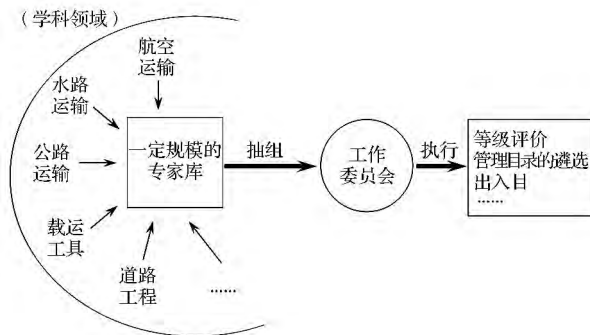 （学科领域）
航空
运输
水路
运输
公路
运输
载运
工具
道路
工程
……
一定规模的
专家库
抽组
工作
委员会
执行
等级评价
管理目录的遴选
出入目
……